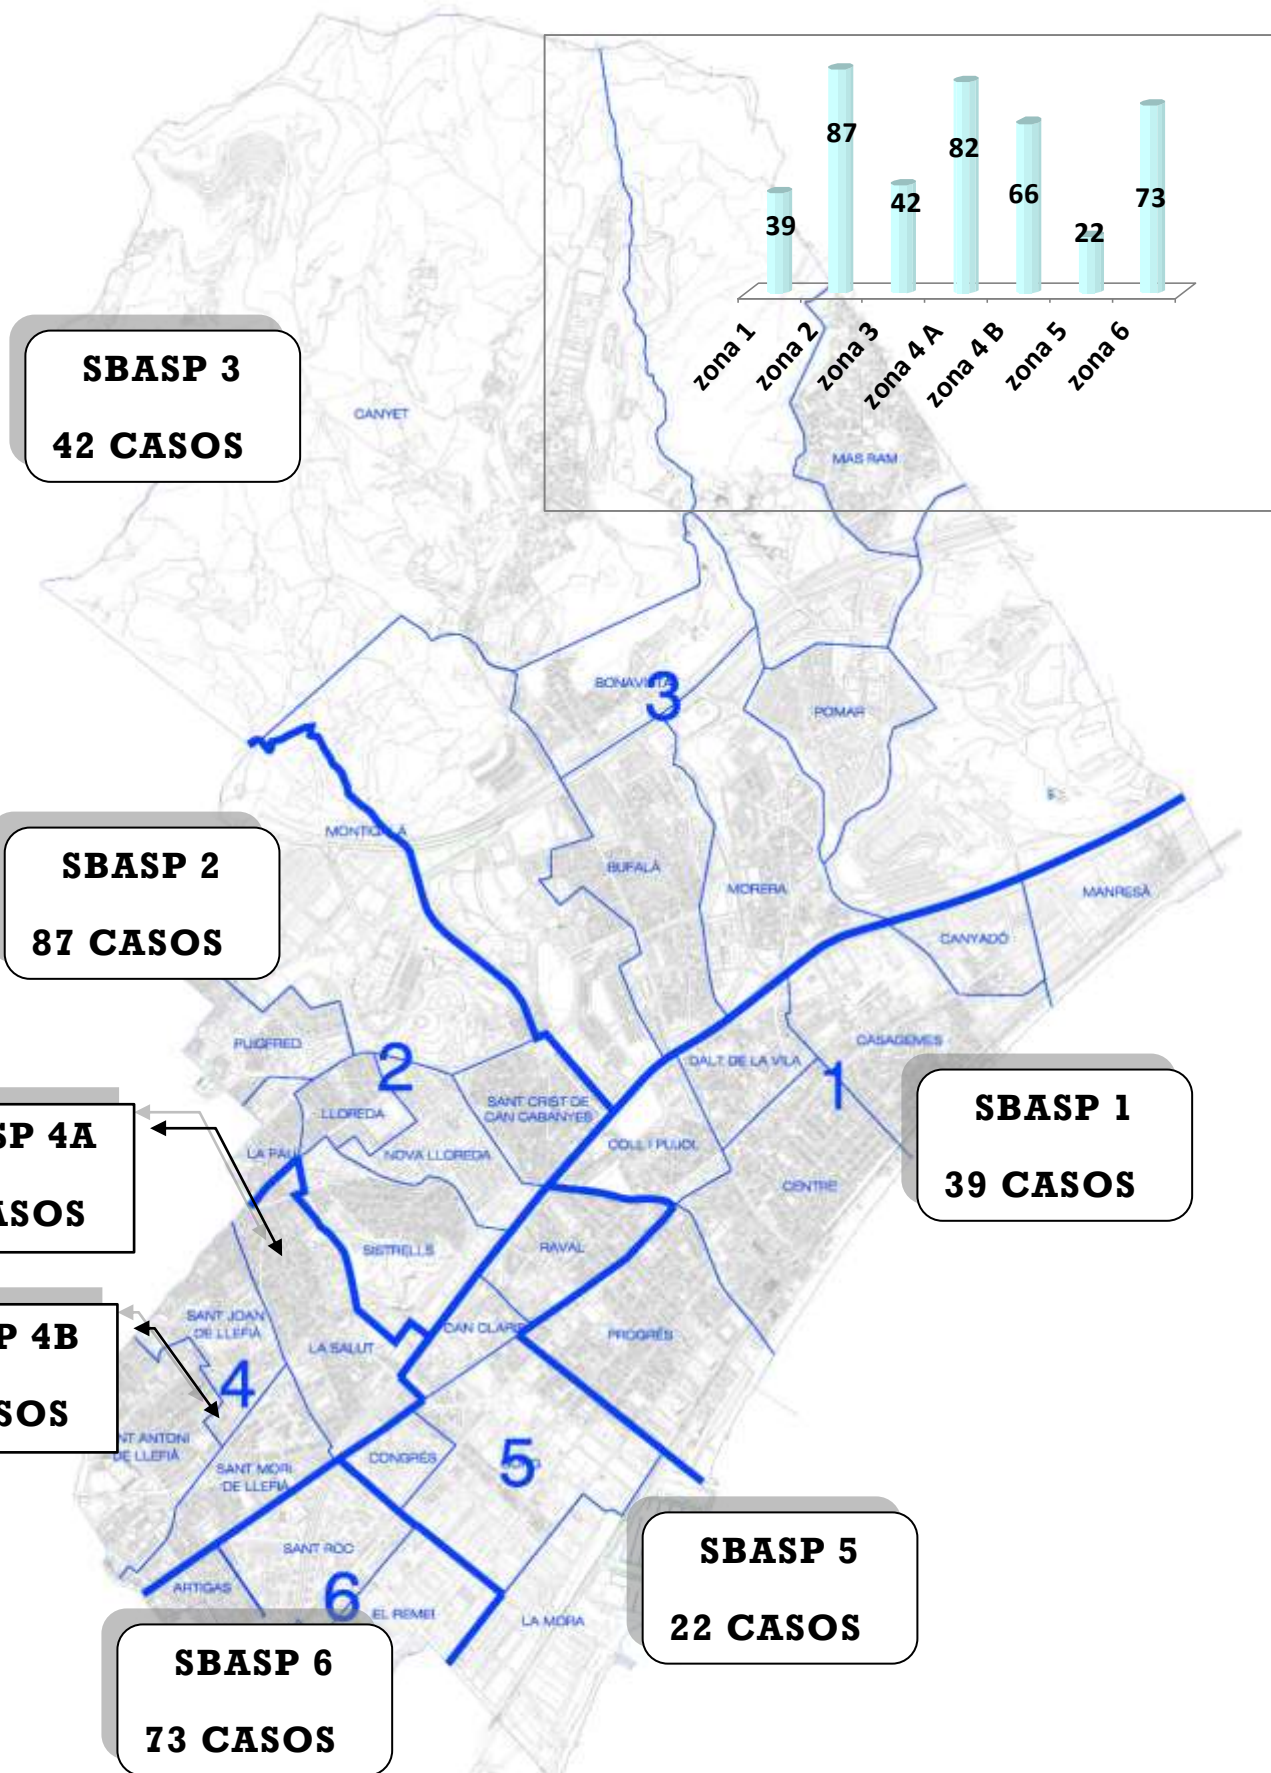 87
82
73
66
42
39
22
zona 1
zona 2
zona 3
zona 4 A
zona 4 B
zona 5
zona 6
SBASP 3
42 CASOS
CANYET
MAS RAM
BONAVISTA
3
POMAR
MONTIGALÀ
SBASP 2
87 CASOS
BUFALÀ
MORERA
MANRESÀ
CANYADÓ
PUIGFRED
2
LLOREDA
SANT CRIST DE
CAN CABANYES
DALT DE LA VILA
CASAGEMES
1
SBASP 1
39 CASOS
SP 4A
ASOS
LA PAU
NOVA LLOREDA
COLL I PUJOL
CENTRE
SISTRELLS
RAVAL
P 4B
SOS
SANT JOAN
DE LLEFIÀ
LA SALUT
CAN CLARIS
PROGRÉS
4
NT ANTONI
DE LLEFIÀ
SANT MORI
DE LLEFIÀ
CONGRÉS
5
SANT ROC
ARTIGAS
6
EL REMEI
LA MORA
SBASP 5
22 CASOS
SBASP 6
73 CASOS